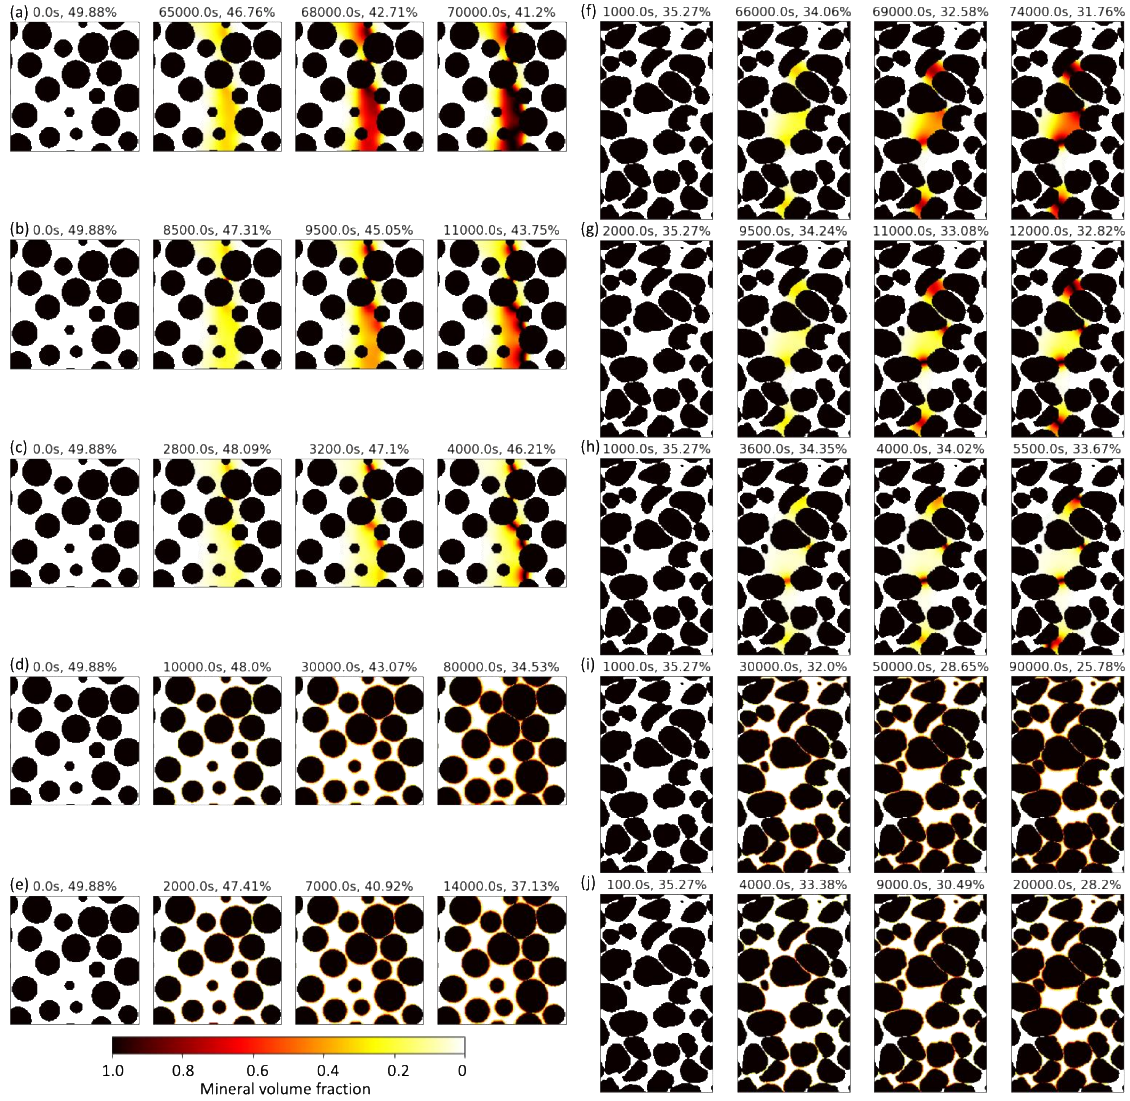 (a) 0.0s, 49.88% 65000.0s, 46.76% 68000.0s, 42.71% 70000.0s, 41.2%
(f) 1000.0s, 35.27% 66000.0s, 34.06% 69000.0s, 32.58% 74000.0s, 31.76%
(b) 0.0s, 49.88% 8500.0s, 47.31% 9500.0s, 45.05% 11000.0s, 43.75%
(g) 2000.0s, 35.27% 9500.0s, 34.24% 11000.0s, 33.08% 12000.0s, 32.82%
(c) 0.0s, 49.88% 2800.0s, 48.09% 3200.0s, 47.1% 4000.0s, 46.21%
(h) 1000.0s, 35.27% 3600.0s, 34.35% 4000.0s, 34.02% 5500.0s, 33.67%
(d) 0.0s, 49.88% 10000.0s, 48.0% 30000.0s, 43.07% 80000.0s, 34.53%
(i) 1000.0s, 35.27% 30000.0s, 32.0% 50000.0s, 28.65% 90000.0s, 25.78%
(e) 0.0s, 49.88% 2000.0s, 47.41% 7000.0s, 40.92% 14000.0s, 37.13%
(j) 100.0s, 35.27% 4000.0s, 33.38% 9000.0s, 30.49% 20000.0s, 28.2%
1.0 0.8 0.6 0.4 0.2 0
Mineral volume fraction